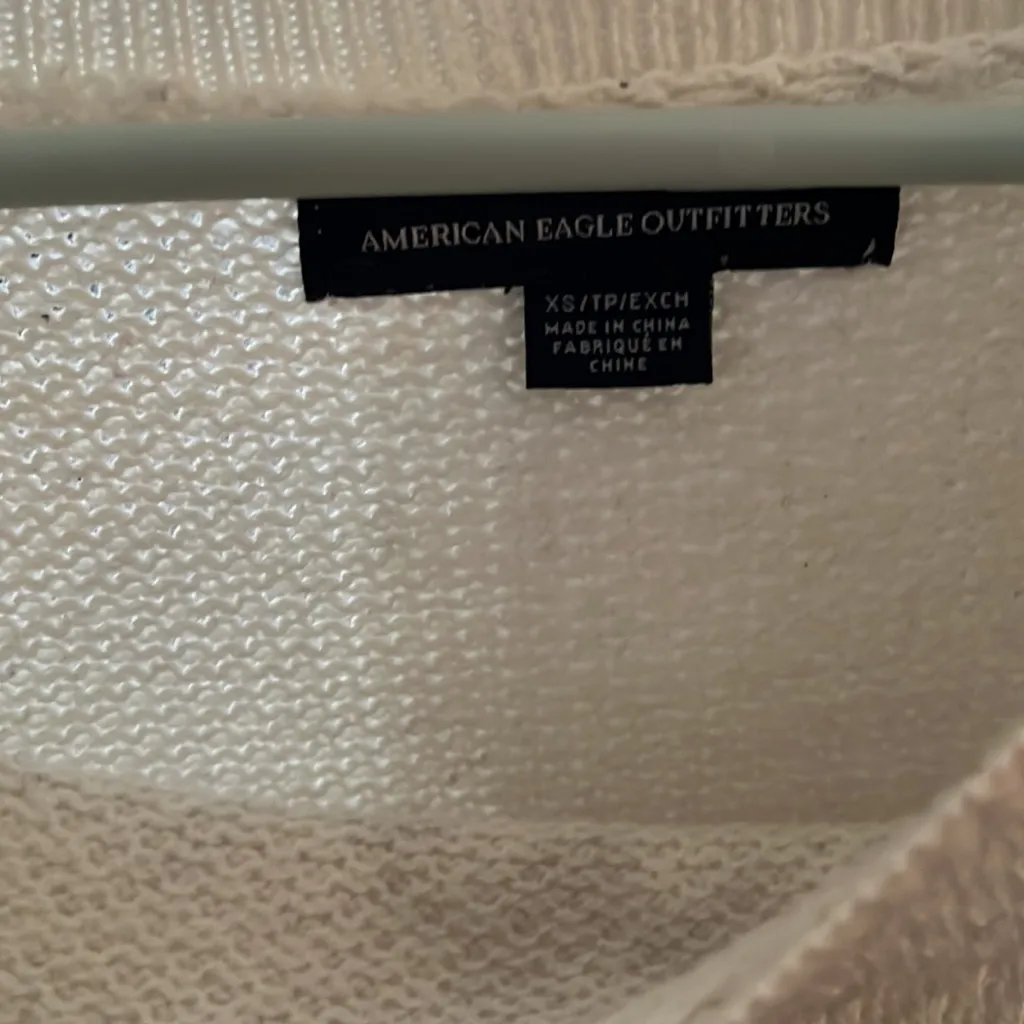 AMERICAN EAGLE OUTFITTERS
XS/TP/EXCH
MADE IN CHINA
FABRIQUÉ EN
CHINE